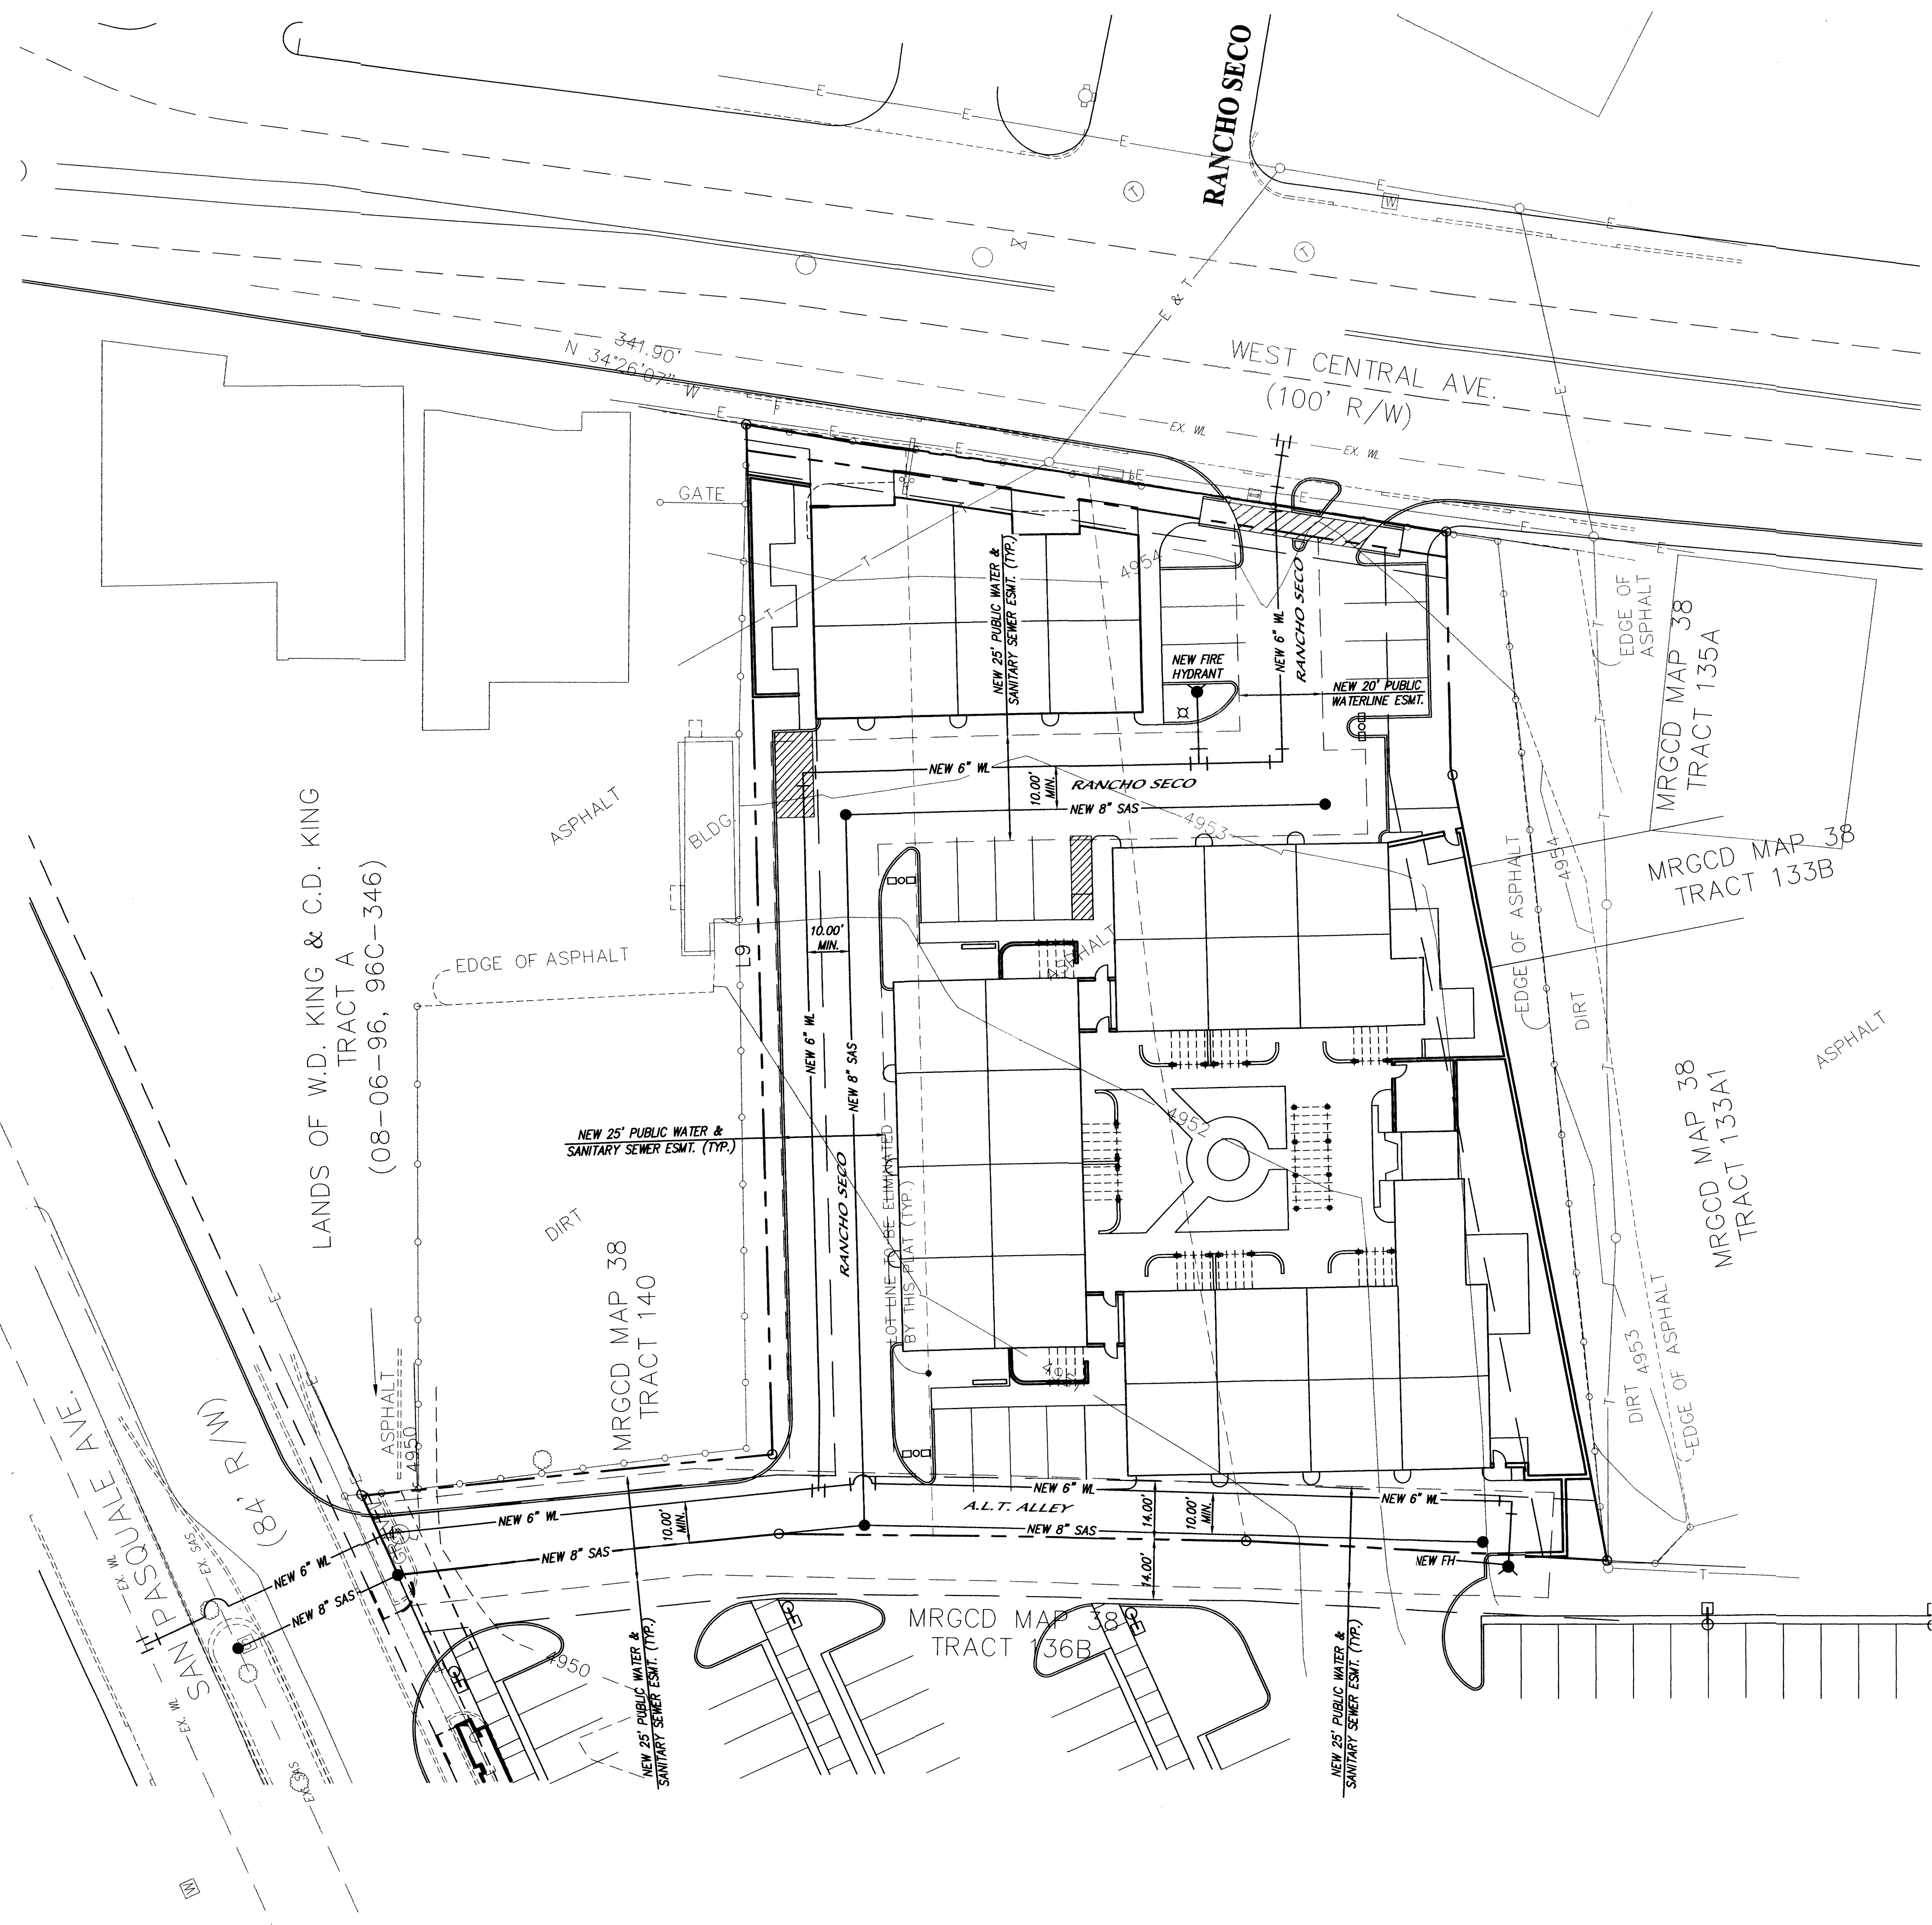 RANCHO SECO
E
E
E
E
E
T
W
T
E & T
E
341.90'
N 34°26'07" W
WEST CENTRAL AVE.
(100' R/W)
EX. WL
EX. WL
E
E
E
E
E
E
E
GATE
T
T
4954
NEW 25' PUBLIC WATER &
SANITARY SEWER ESMT. (TYP.)
NEW 6" WL
RANCHO SECO
NEW FIRE
HYDRANT
NEW 20' PUBLIC
WATERLINE ESMT.
EDGE OF
ASPHALT
MRGCD MAP 38
TRACT 135A
MRGCD MAP 38
TRACT 133B
NEW 6" WL
10.00'
MIN.
RANCHO SECO
NEW 8" SAS
4953
ASPHALT
BLDG.
LANDS OF W.D. KING & C.D. KING
TRACT A
(08-06-96, 96C-346)
EDGE OF ASPHALT
L9
10.00'
MIN.
ASPHALT
EDGE OF ASPHALT
4954
DIRT
ASPHALT
NEW 6" WL
NEW 8" SAS
NEW 25' PUBLIC WATER &
SANITARY SEWER ESMT. (TYP.)
RANCHO SECO
LOT LINE TO BE ELIMINATED
BY THIS PLAT (TYP.)
4952
MRGCD MAP 38
TRACT 133A1
DIRT
MRGCD MAP 38
TRACT 140
DIRT
4953
EDGE OF ASPHALT
ASPHALT
4950
SAN PASQUALE AVE.
(84' R/W)
E
E
EX. WL
EX. SAS
NEW 6" WL
NEW 8" SAS
NEW 6" WL
NEW 8" SAS
10.00'
MIN.
NEW 6" WL
A.L.T. ALLEY
NEW 8" SAS
14.00'
14.00'
10.00'
MIN.
NEW 6" WL
NEW FH
T
MRGCD MAP 38
TRACT 136B
4950
NEW 25' PUBLIC WATER &
SANITARY SEWER ESMT. (TYP.)
NEW 25' PUBLIC WATER &
SANITARY SEWER ESMT. (TYP.)
EX. WL
EX. SAS
W